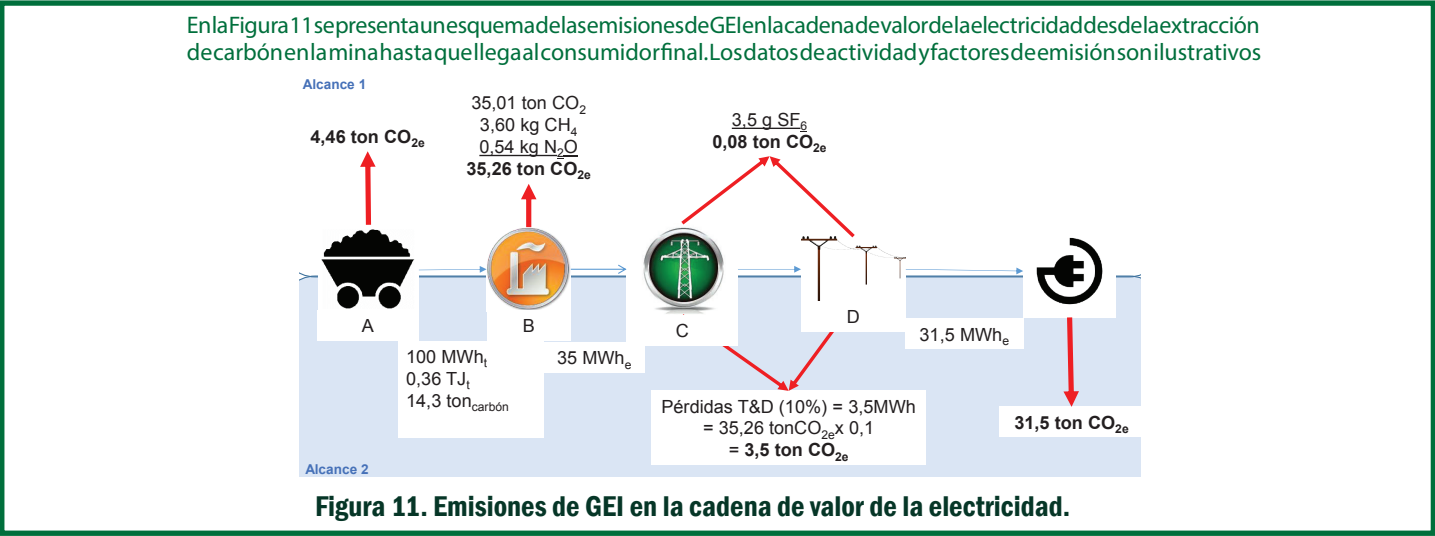 EnlaFigura11sepresentaunesquemadelasemisionesdeGEIenlacadenadevalordelaelectricidaddesdelaextracción
decarbónenlaminahastaquellegaalconsumidorfinal.Losdatosdeactividadyfactoresdeemisiónsonilustrativos
Alcance 1
4,46 ton CO2e
35,01 ton CO2
3,60 kg CH4
0,54 kg N2O
35,26 ton CO2e
3,5 g SF6
0,08 ton CO2e
A
B
C
D
100 MWht
0,36 TJt
14,3 toncarbón
35 MWhe
31,5 MWhe
Pérdidas T&D (10%) = 3,5MWh
= 35,26 tonCO2ex 0,1
= 3,5 ton CO2e
31,5 ton CO2e
Alcance 2
Figura 11. Emisiones de GEI en la cadena de valor de la electricidad.